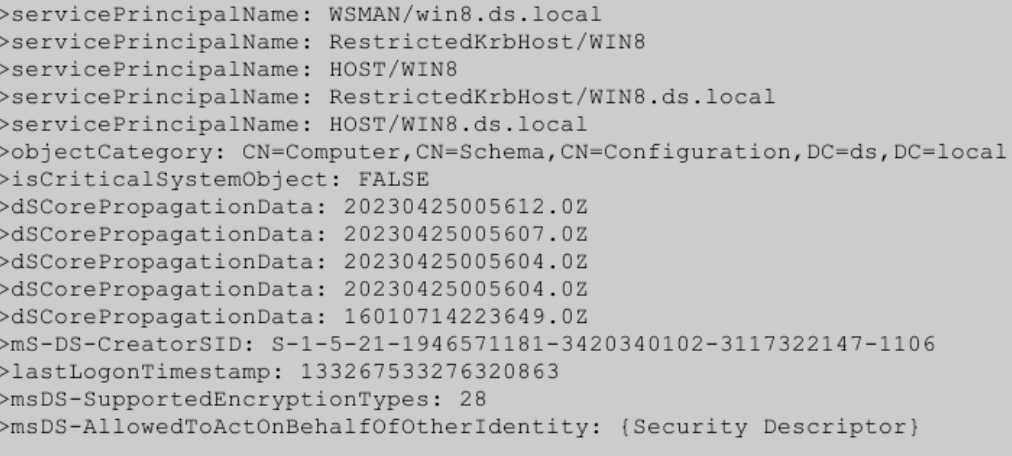 >servicePrincipalName: WSMAN/win8.ds.local
>servicePrincipalName: RestrictedKrbHost/WIN8
>servicePrincipalName: HOST/WIN8
>servicePrincipalName: RestrictedKrbHost/WIN8.ds.local
>servicePrincipalName: HOST/WIN8.ds.local
>objectCategory: CN=Computer,CN=Schema,CN=Configuration,DC=ds,DC=local
>isCriticalSystemObject: FALSE
>dSCorePropagationData: 20230425005612.0Z
>dSCorePropagationData: 20230425005607.0Z
>dSCorePropagationData: 20230425005604.0Z
>dSCorePropagationData: 20230425005604.0Z
>dSCorePropagationData: 16010714223649.0Z
>mS-DS-CreatorSID: S-1-5-21-1946571181-3420340102-3117322147-1106
>lastLogonTimestamp: 133267533276320863
>msDS-SupportedEncryptionTypes: 28
>msDS-AllowedToActOnBehalfOfOtherIdentity: {Security Descriptor}